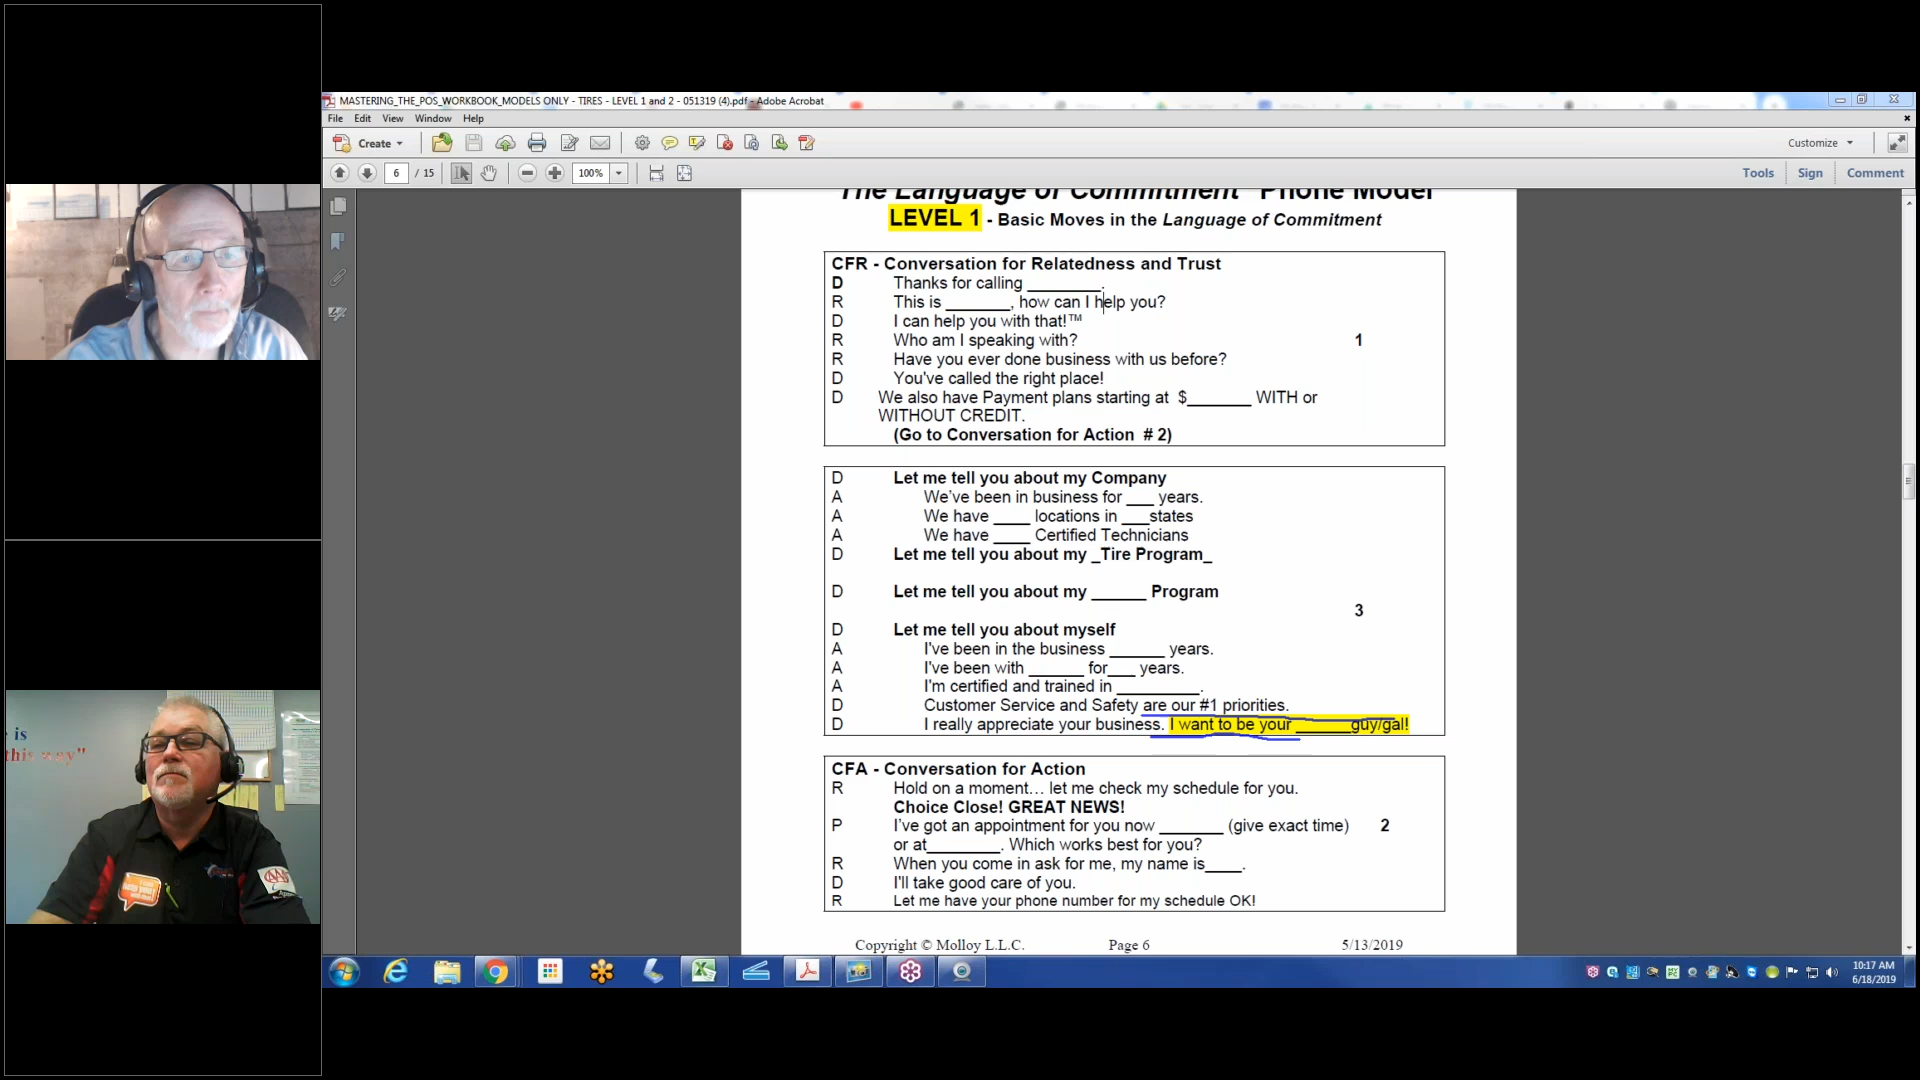 MASTERING_THE_POS_WORKBOOK_MODELS ONLY - TIRES - LEVEL 1 and 2 - 051319 (4).pdf - Adobe Acrobat
File Edit View Window Help
Create
Customize
6 / 15
100%
Tools Sign Comment
The Language of Commitment Phone Model
LEVEL 1 - Basic Moves in the Language of Commitment
CFR - Conversation for Relatedness and Trust
D Thanks for calling ________.
R This is _______, how can I help you?
D I can help you with that!™
R Who am I speaking with?
1
R Have you ever done business with us before?
D You've called the right place!
D We also have Payment plans starting at $_______ WITH or
WITHOUT CREDIT.
(Go to Conversation for Action # 2)
D Let me tell you about my Company
A We've been in business for ___ years.
A We have ____ locations in ___states
A We have ____ Certified Technicians
D Let me tell you about my _Tire Program_
D Let me tell you about my ______ Program
3
D Let me tell you about myself
A I've been in the business ______ years.
A I've been with ______ for___ years.
A I'm certified and trained in _________.
D Customer Service and Safety are our #1 priorities.
D I really appreciate your business. I want to be your ______guy/gal!
CFA - Conversation for Action
R Hold on a moment... let me check my schedule for you.
Choice Close! GREAT NEWS!
P I've got an appointment for you now _______ (give exact time) 2
or at________. Which works best for you?
R When you come in ask for me, my name is____.
D I'll take good care of you.
R Let me have your phone number for my schedule OK!
Copyright © Molloy L.L.C. Page 6 5/13/2019
10:17 AM
6/18/2019
is
this way"
AAA